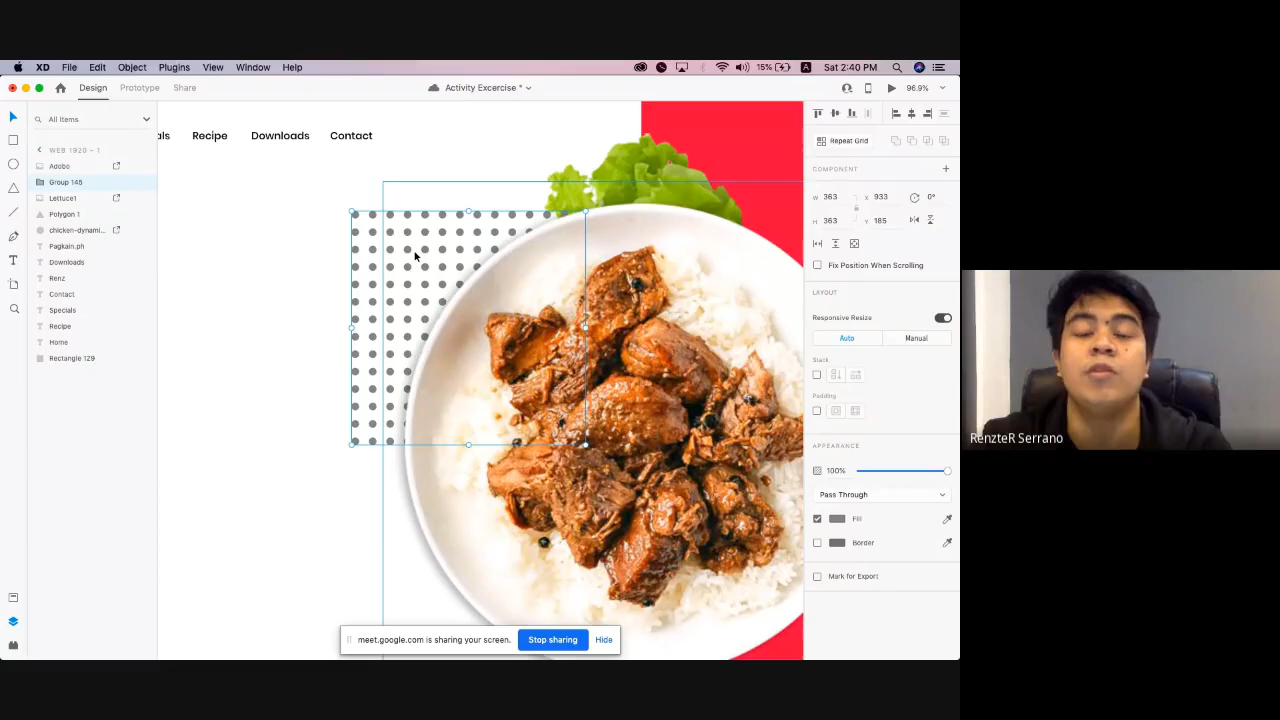 XD File Edit Object Plugins View Window Help
15% A Sat 2:40 PM
Design Prototype Share
Activity Excercise *
96.9%
All Items
als Recipe Downloads Contact
WEB 1920 – 1
Adobo
Group 145
Lettuce1
Polygon 1
chicken-dynami...
Pagkain.ph
Downloads
Renz
Contact
Specials
Recipe
Home
Rectangle 129
Repeat Grid
COMPONENT
W 363 X 933 0°
H 363 Y 185
Fix Position When Scrolling
LAYOUT
Responsive Resize
Auto Manual
Stack
Padding
APPEARANCE
100%
Pass Through
Fill
Border
Mark for Export
meet.google.com is sharing your screen. Stop sharing Hide
RenzteR Serrano